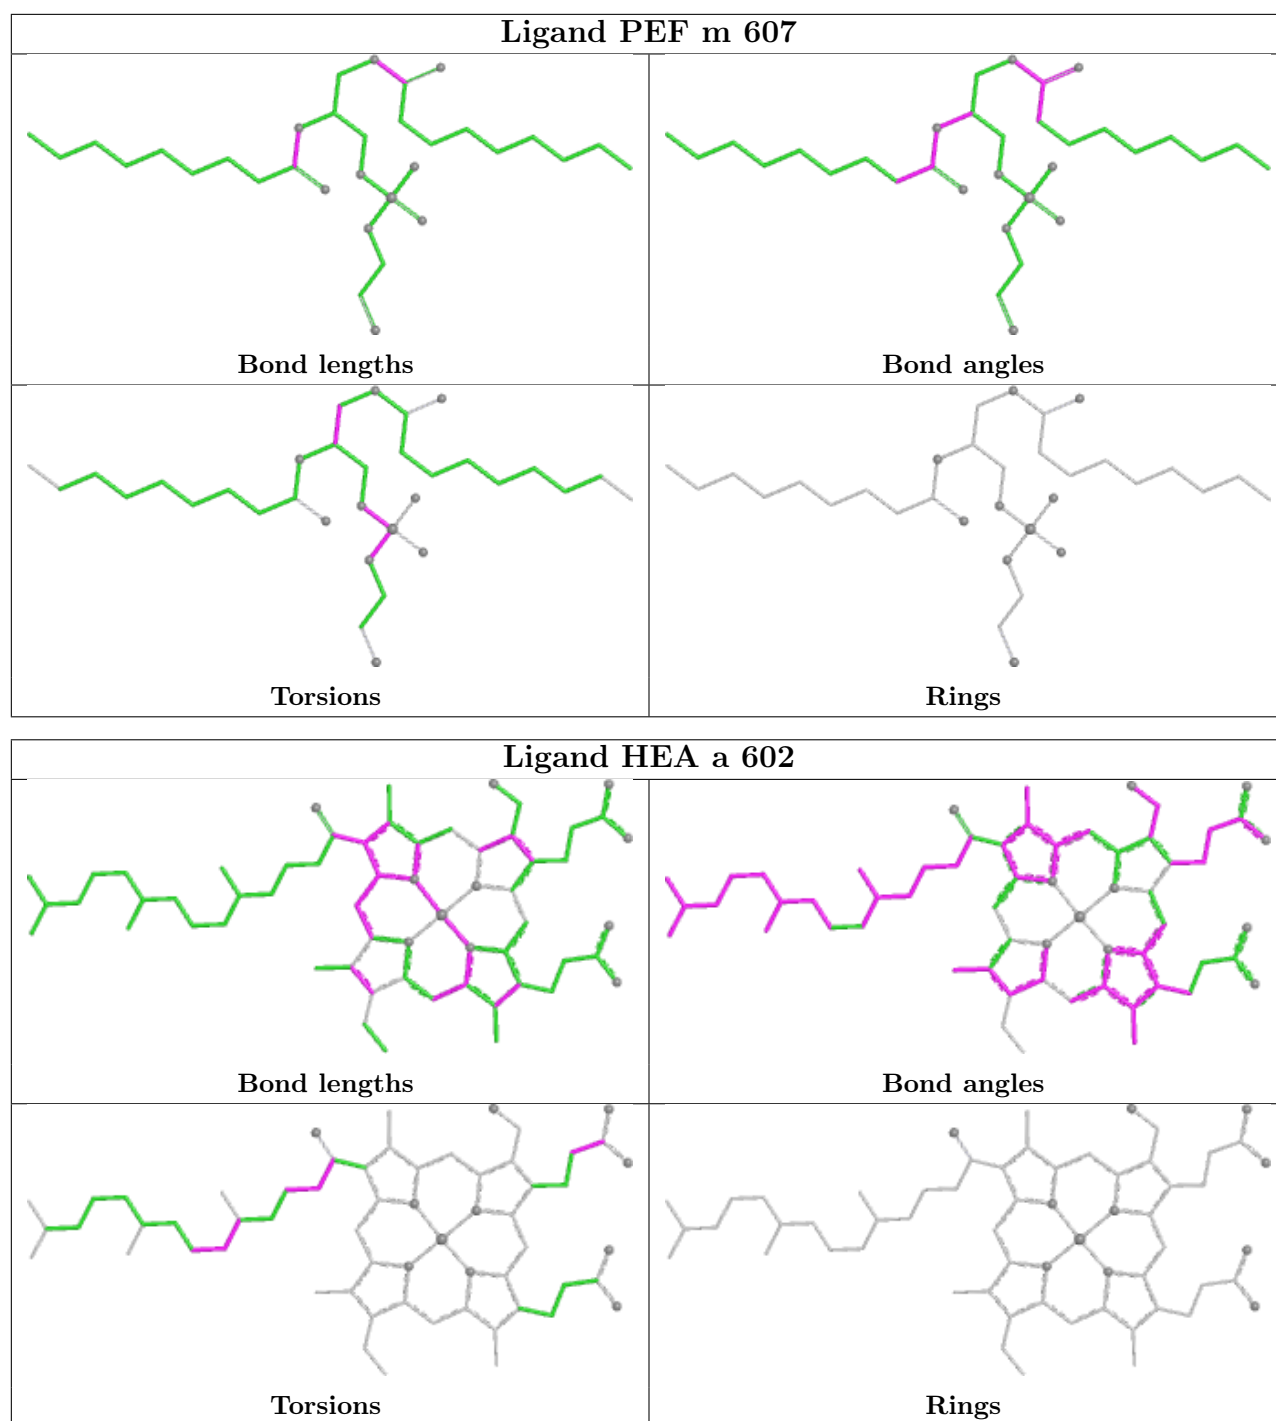 Ligand PEF m 607
Bond lengths
Bond angles
Torsions
Rings
Ligand HEA a 602
Bond lengths
Bond angles
Torsions
Rings